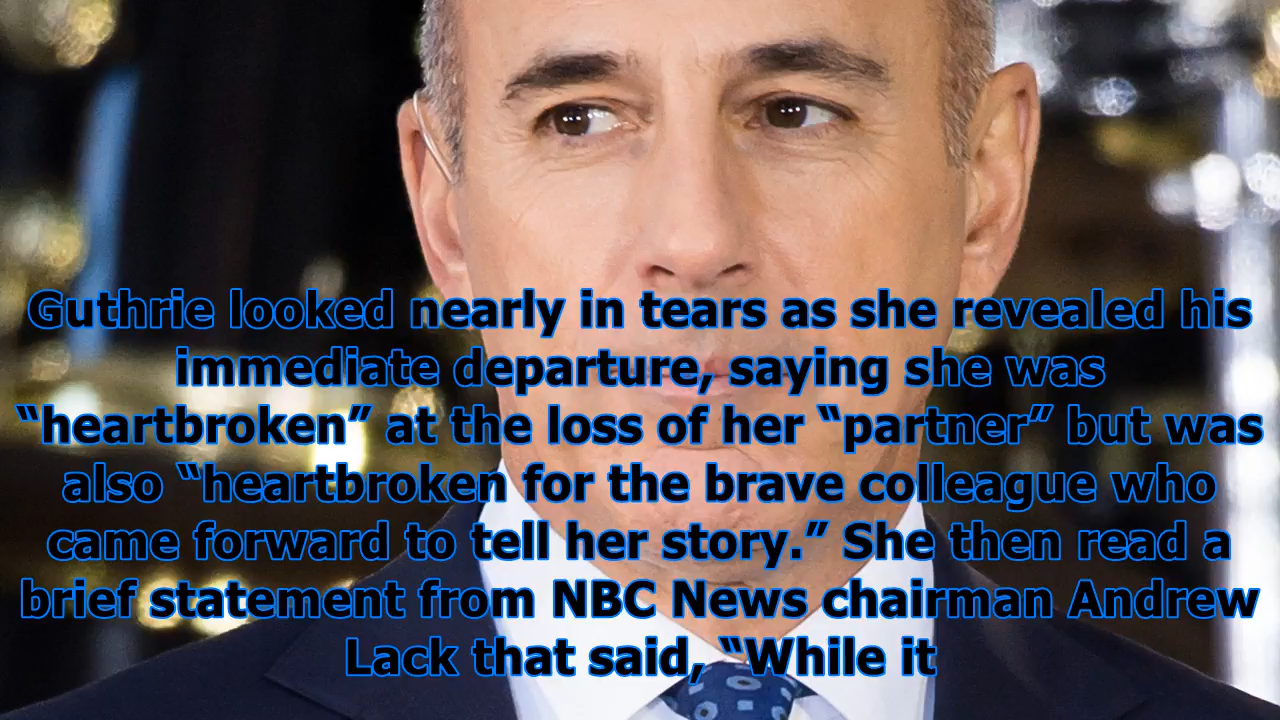 Guthrie looked nearly in tears as she revealed his
immediate departure, saying she was
“heartbroken” at the loss of her “partner” but was
also “heartbroken for the brave colleague who
came forward to tell her story.” She then read a
brief statement from NBC News chairman Andrew
Lack that said, “While it